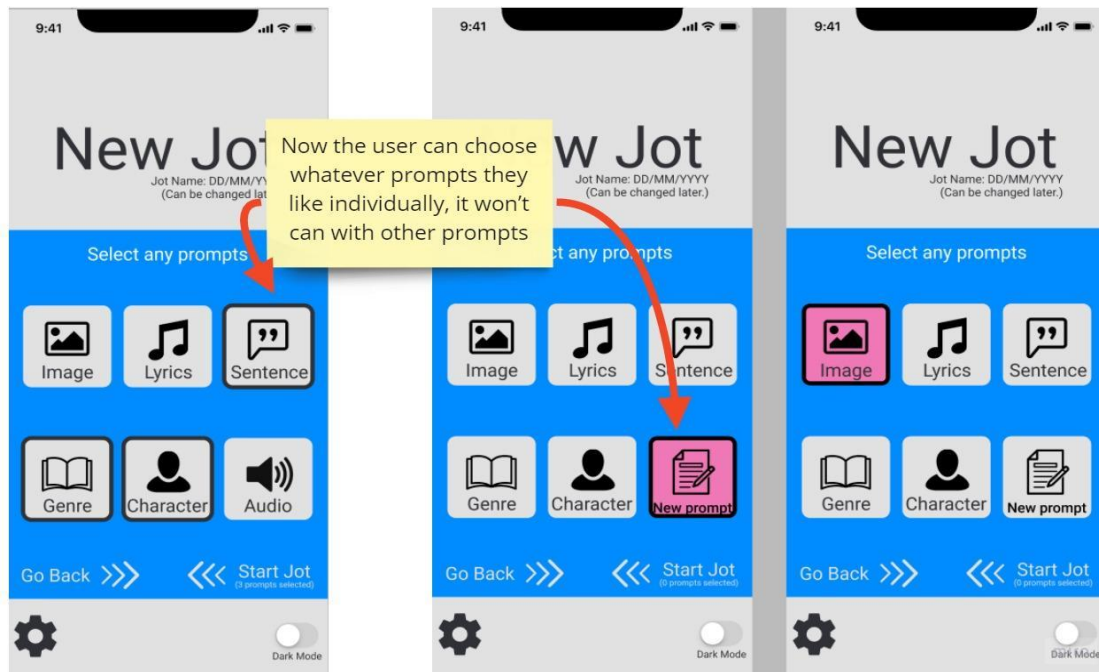 9:41
New Jot
Jot Name: DD/MM/YY
(Can be changed lat
Select any prompts
Image
Lyrics
Sentence
Genre
Character
Audio
Go Back
Start Jot
(3 prompts selected)
Dark Mode
Now the user can choose
whatever prompts they
like individually, it won't
can with other prompts
9:41
w Jot
Jot Name: DD/MM/YYYY
(Can be changed later.)
ct any prompts
Image
Lyrics
Sentence
Genre
Character
New prompt
Go Back
Start Jot
(0 prompts selected)
Dark Mode
9:41
New Jot
Jot Name: DD/MM/YYYY
(Can be changed later.)
Select any prompts
Image
Lyrics
Sentence
Genre
Character
New prompt
Go Back
Start Jot
(0 prompts selected)
Dark Mode